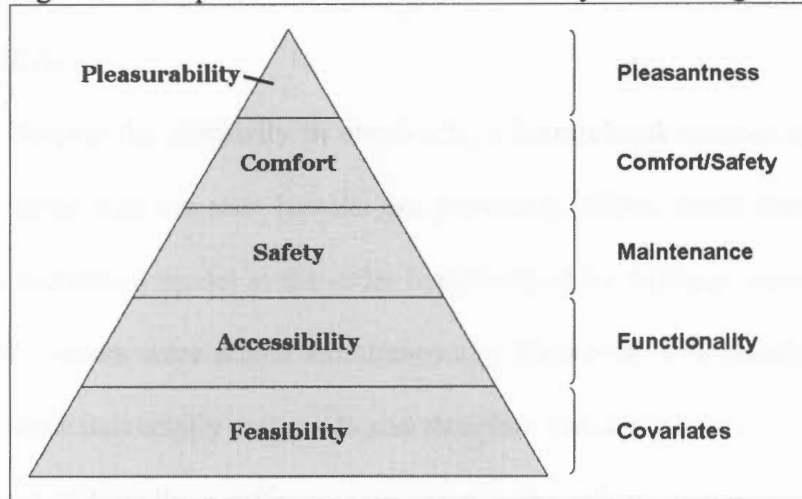 Pleasurability
Pleasantness
Comfort
Comfort/Safety
Safety
Maintenance
Accessibility
Functionality
Feasibility
Covariates